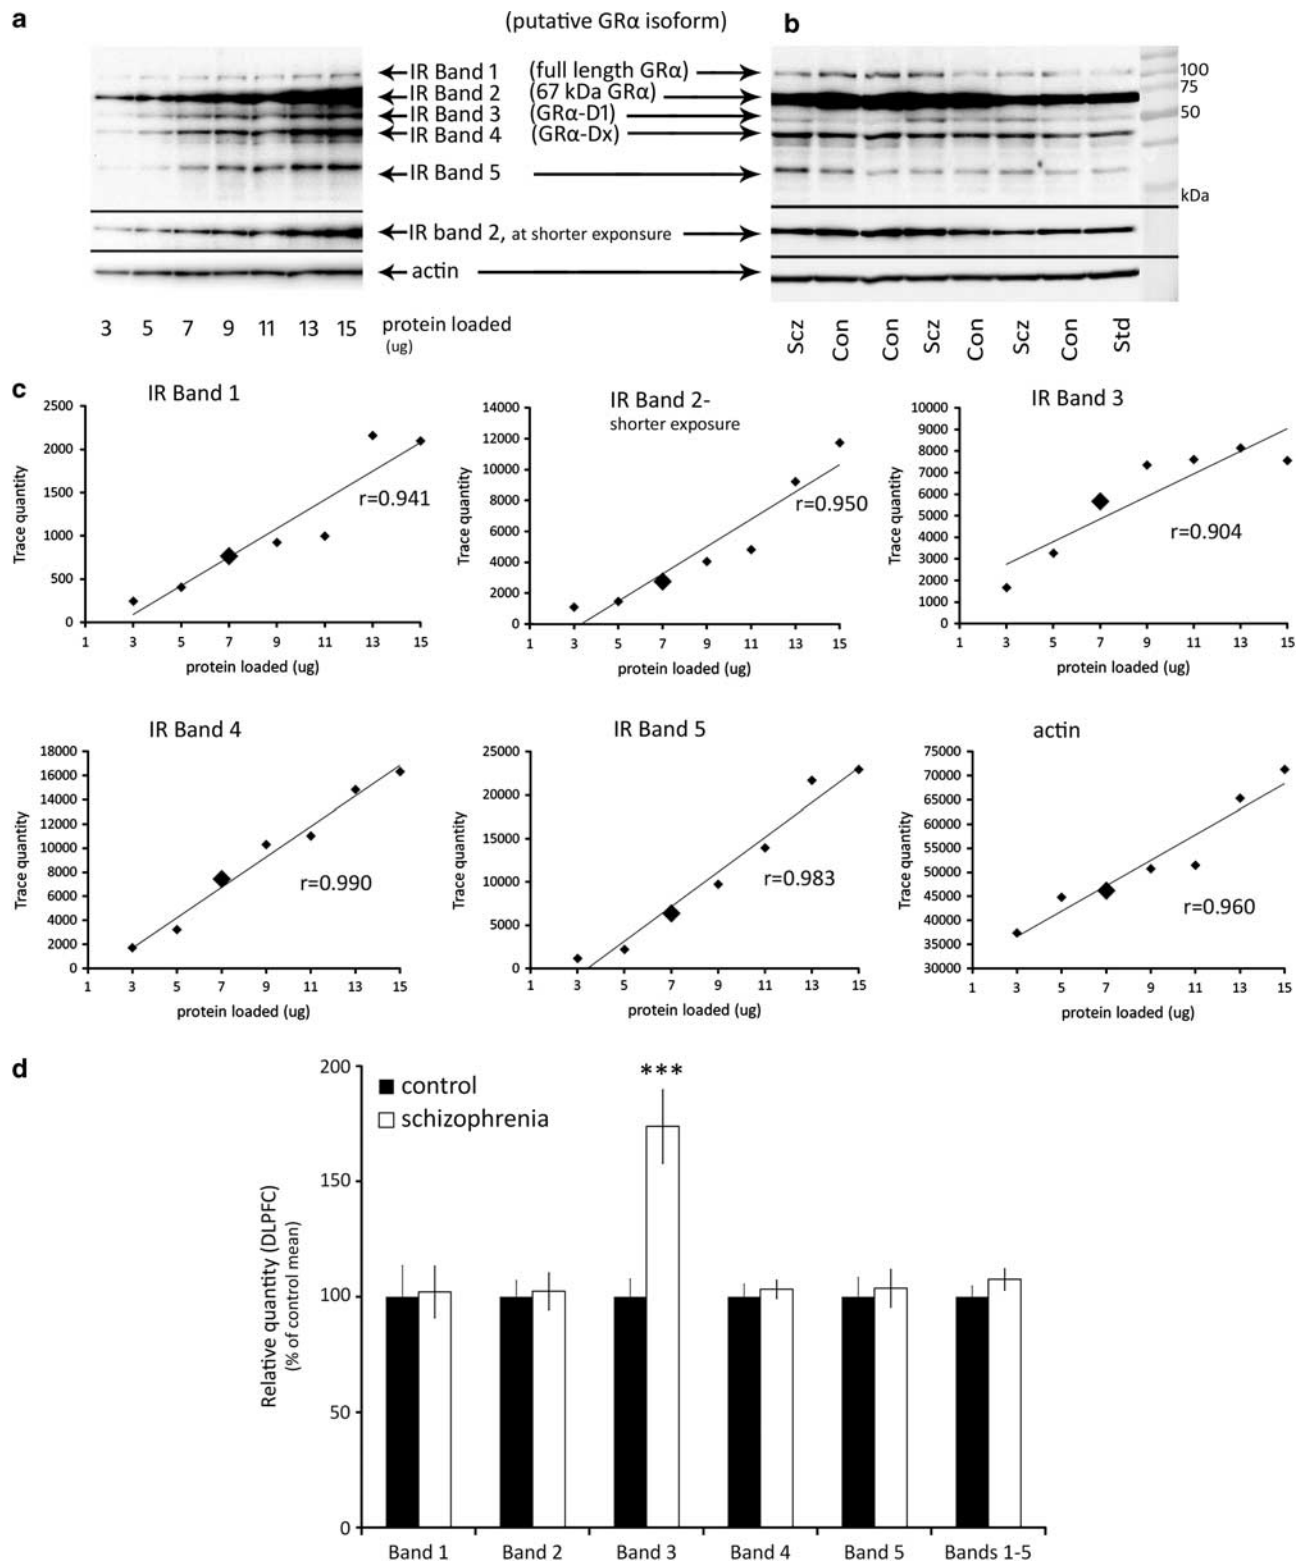 a
(putative GRα isoform)
b
IR Band 1 (full length GRα)
IR Band 2 (67 kDa GRα)
IR Band 3 (GRα-D1)
IR Band 4 (GRα-Dx)
IR Band 5
IR band 2, at shorter exponsure
actin
100
75
50
kDa
3 5 7 9 11 13 15 protein loaded
(ug)
Scz Con Con Scz Con Scz Con Std
c
IR Band 1
2500
2000
1500
1000
500
0
Trace quantity
r=0.941
1 3 5 7 9 11 13 15
protein loaded (ug)
IR Band 2-
shorter exposure
14000
12000
10000
8000
6000
4000
2000
0
Trace quantity
r=0.950
1 3 5 7 9 11 13 15
protein loaded (ug)
IR Band 3
10000
9000
8000
7000
6000
5000
4000
3000
2000
1000
0
Trace quantity
r=0.904
1 3 5 7 9 11 13 15
protein loaded (ug)
IR Band 4
18000
16000
14000
12000
10000
8000
6000
4000
2000
0
Trace quantity
r=0.990
1 3 5 7 9 11 13 15
protein loaded (ug)
IR Band 5
25000
20000
15000
10000
5000
0
Trace quantity
r=0.983
1 3 5 7 9 11 13 15
protein loaded (ug)
actin
75000
70000
65000
60000
55000
50000
45000
40000
35000
30000
Trace quantity
r=0.960
1 3 5 7 9 11 13 15
protein loaded (ug)
d
control
schizophrenia
***
200
150
100
50
0
Relative quantity (DLPFC)
(% of control mean)
Band 1 Band 2 Band 3 Band 4 Band 5 Bands 1-5